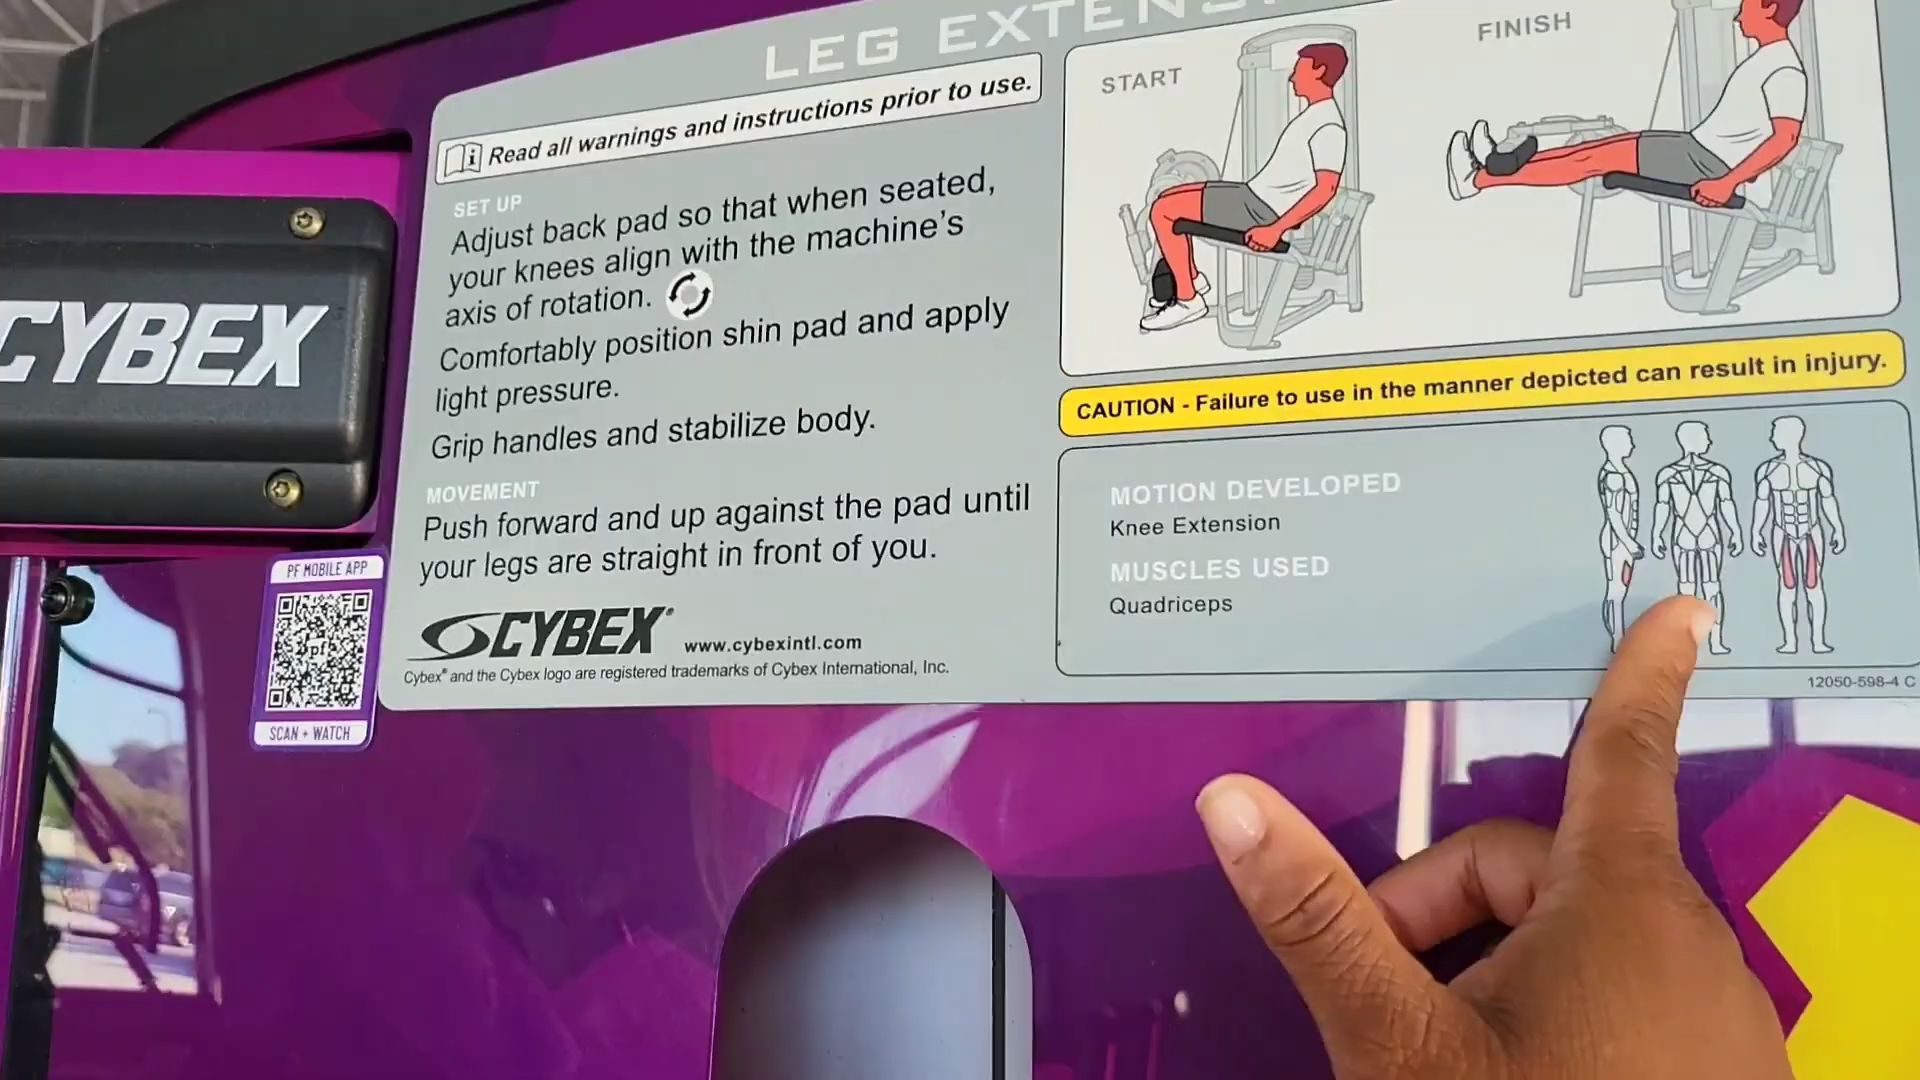 LEG EXTENS
Read all warnings and instructions prior to use.
SET UP
Adjust back pad so that when seated,
your knees align with the machine's
axis of rotation.
Comfortably position shin pad and apply
light pressure.
Grip handles and stabilize body.
MOVEMENT
Push forward and up against the pad until
your legs are straight in front of you.
CYBEX® www.cybexintl.com
Cybex® and the Cybex logo are registered trademarks of Cybex International, Inc.
START
FINISH
CAUTION - Failure to use in the manner depicted can result in injury.
MOTION DEVELOPED
Knee Extension
MUSCLES USED
Quadriceps
12050-598-4 C
CYBEX
PF MOBILE APP
pf
SCAN + WATCH